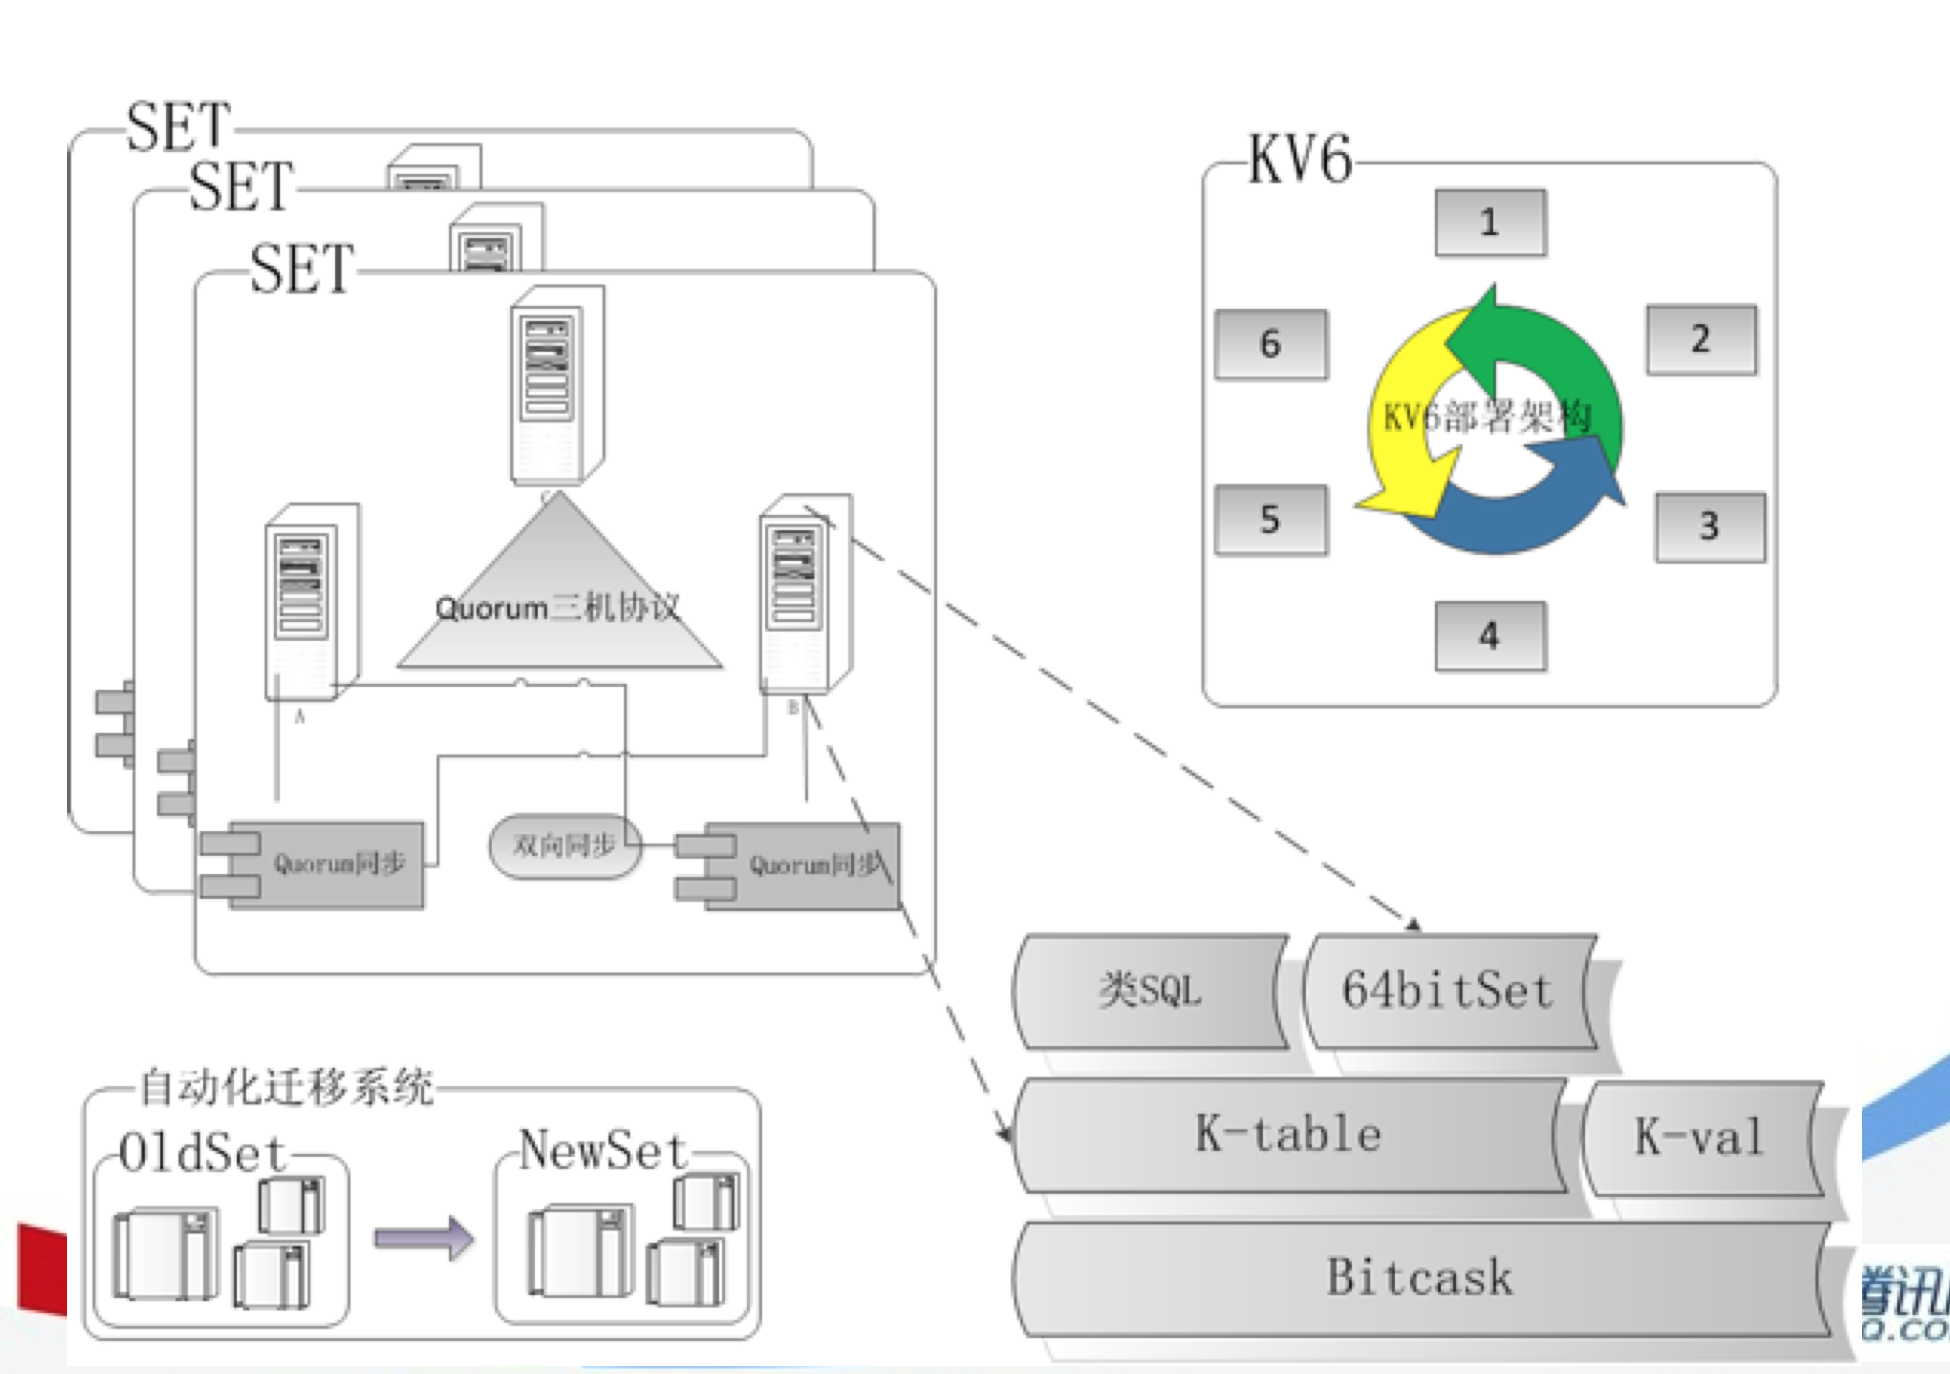 SET
SET
SET
C
Quorum三机协议
A
B
Quorum同步
双向同步
Quorum同步
KV6
1
2
3
4
5
6
KV6部署架构
类SQL
64bitSet
K-table
K-val
Bitcask
自动化迁移系统
OldSet
NewSet
腾讯
Q.CO